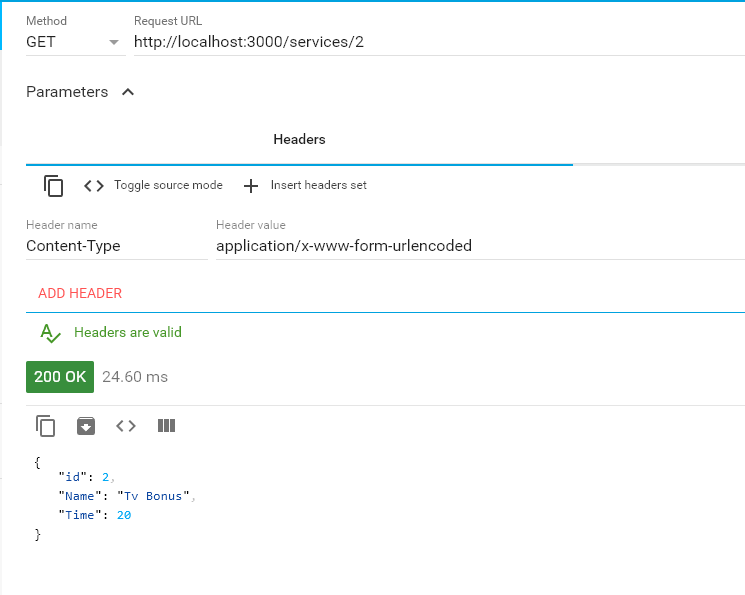 Method Request URL
GET http://localhost:3000/services/2
Parameters
Headers
Toggle source mode Insert headers set
Header name Header value
Content-Type application/x-www-form-urlencoded
ADD HEADER
Headers are valid
200 OK 24.60 ms
{
"id": 2,
"Name": "Tv Bonus",
"Time": 20
}